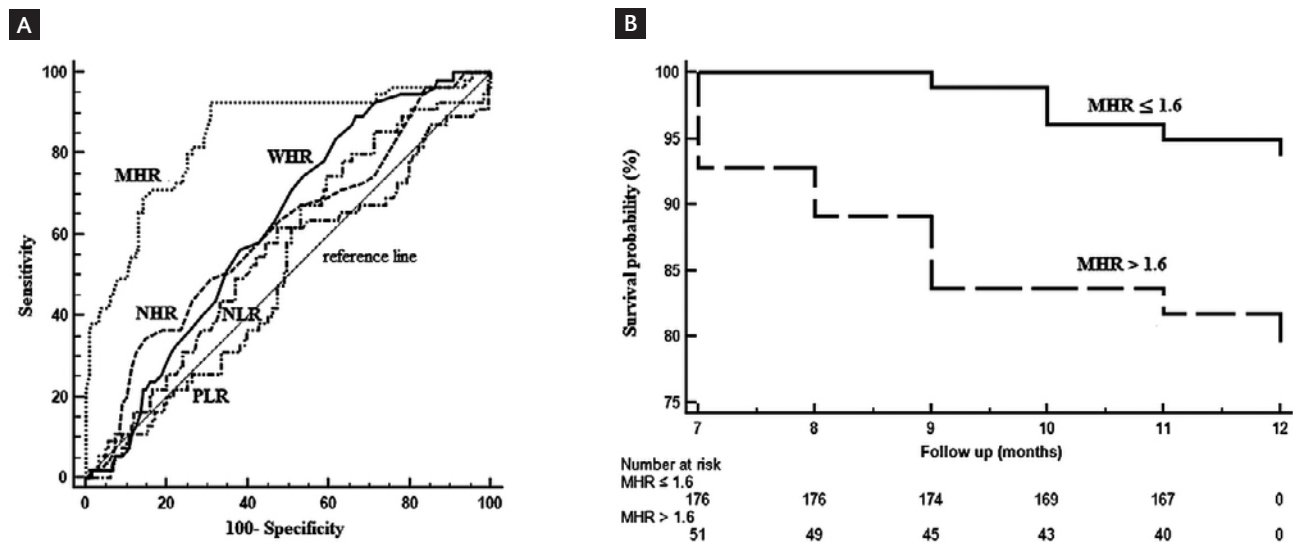 A
100
80
60
40
20
0
Sensitivity
MHR
WHR
NHR
NLR
PLR
reference line
0 20 40 60 80 100
100- Specificity
B
100
95
90
85
80
75
Survival probability (%)
MHR ≤ 1.6
MHR > 1.6
7 8 9 10 11 12
Follow up (months)
Number at risk
MHR ≤ 1.6
176 176 174 169 167 0
MHR > 1.6
51 49 45 43 40 0